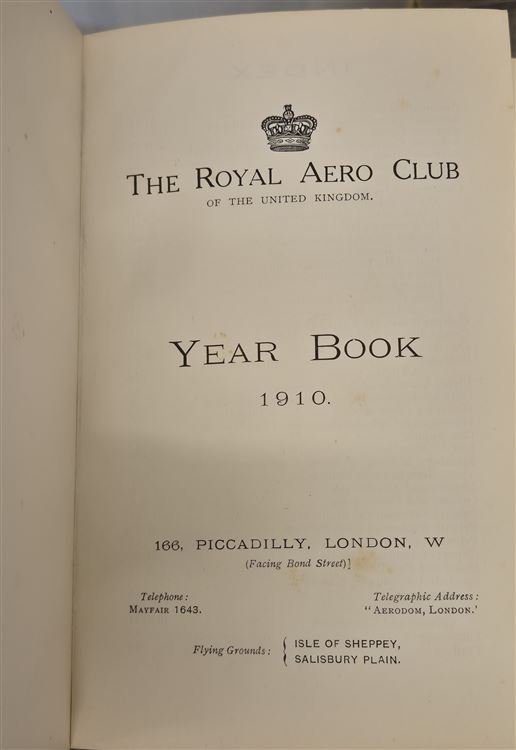 THE ROYAL AERO CLUB
OF THE UNITED KINGDOM.
YEAR BOOK
1910.
166, PICCADILLY, LONDON, W
(Facing Bond Street)]
Telephone:
MAYFAIR 1643.
Telegraphic Address:
"AERODOM, LONDON.'
Flying Grounds: { ISLE OF SHEPPEY,
SALISBURY PLAIN.
INDEX